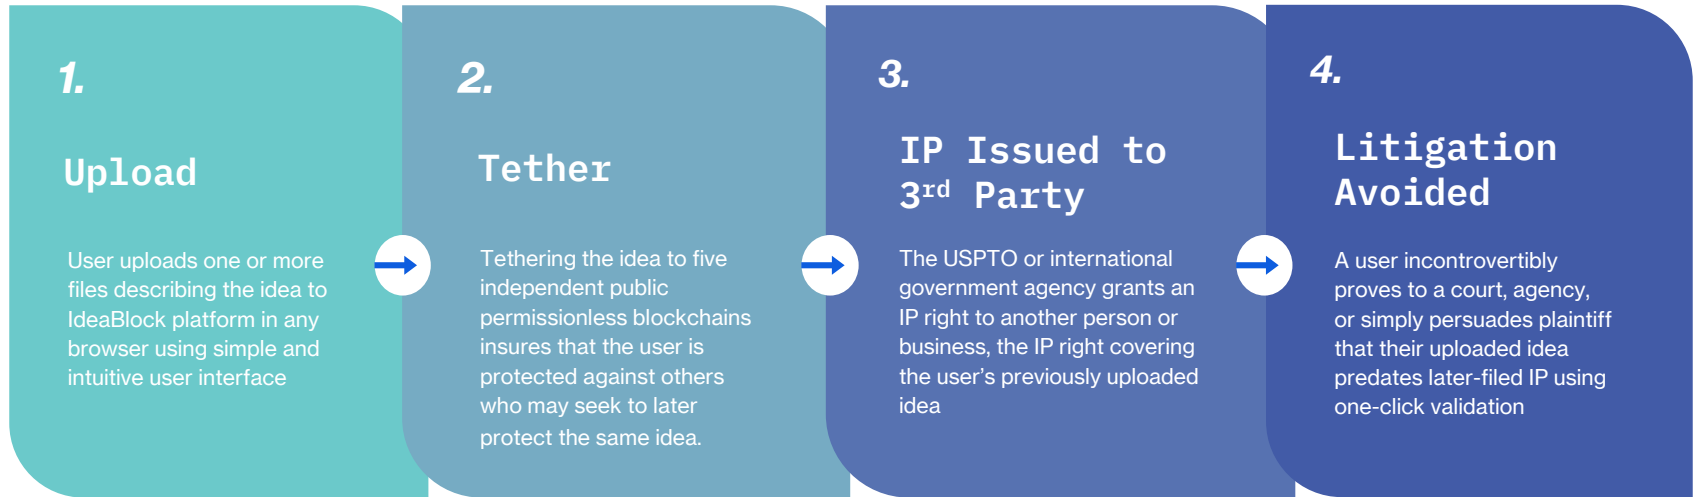 1.
Upload
User uploads one or more
files describing the idea to
IdeaBlock platform in any
browser using simple and
intuitive user interface
2.
Tether
Tethering the idea to five
independent public
permissionless blockchains
insures that the user is
protected against others
who may seek to later
protect the same idea.
3.
IP Issued to
3rd Party
The USPTO or international
government agency grants an
IP right to another person or
business, the IP right covering
the user’s previously uploaded
idea
4.
Litigation
Avoided
A user incontrovertibly
proves to a court, agency,
or simply persuades plaintiff
that their uploaded idea
predates later-filed IP using
one-click validation